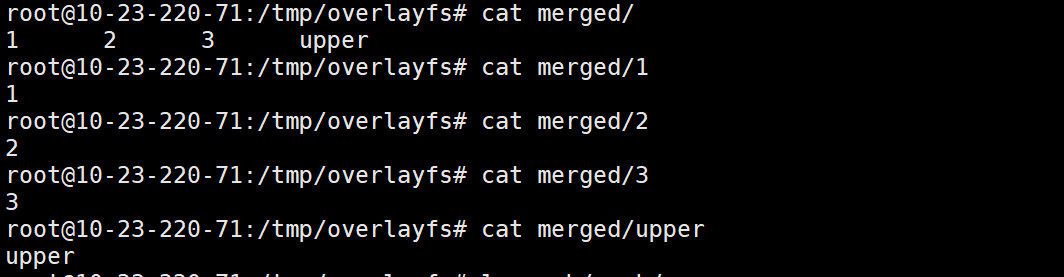 root@10-23-220-71:/tmp/overlayfs# cat merged/
1 2 3 upper
root@10-23-220-71:/tmp/overlayfs# cat merged/1
1
root@10-23-220-71:/tmp/overlayfs# cat merged/2
2
root@10-23-220-71:/tmp/overlayfs# cat merged/3
3
root@10-23-220-71:/tmp/overlayfs# cat merged/upper
upper